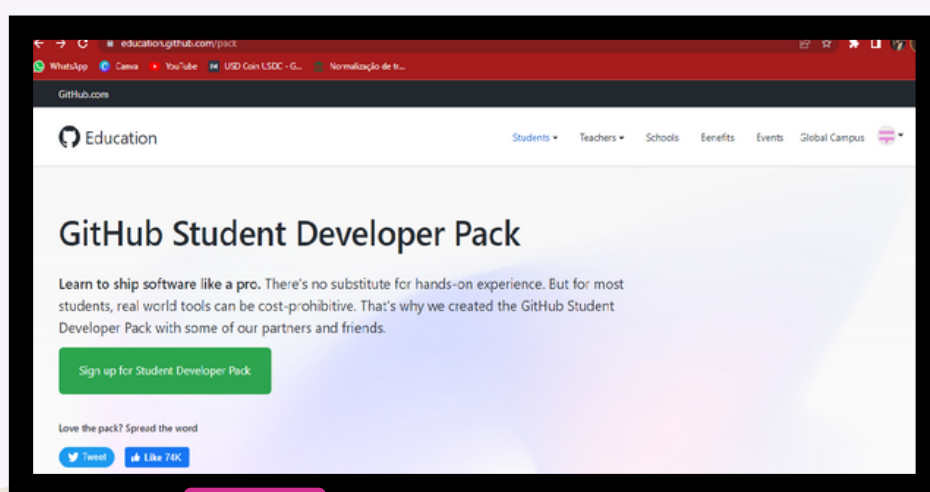 education.github.com/pack
WhatsApp Canva YouTube USD Coin USDC - G... Normalização de tr...
GitHub.com
Education Students Teachers Schools Benefits Events Global Campus
GitHub Student Developer Pack
Learn to ship software like a pro. There's no substitute for hands-on experience. But for most
students, real world tools can be cost-prohibitive. That's why we created the GitHub Student
Developer Pack with some of our partners and friends.
Sign up for Student Developer Pack
Love the pack? Spread the word
Tweet Like 74K